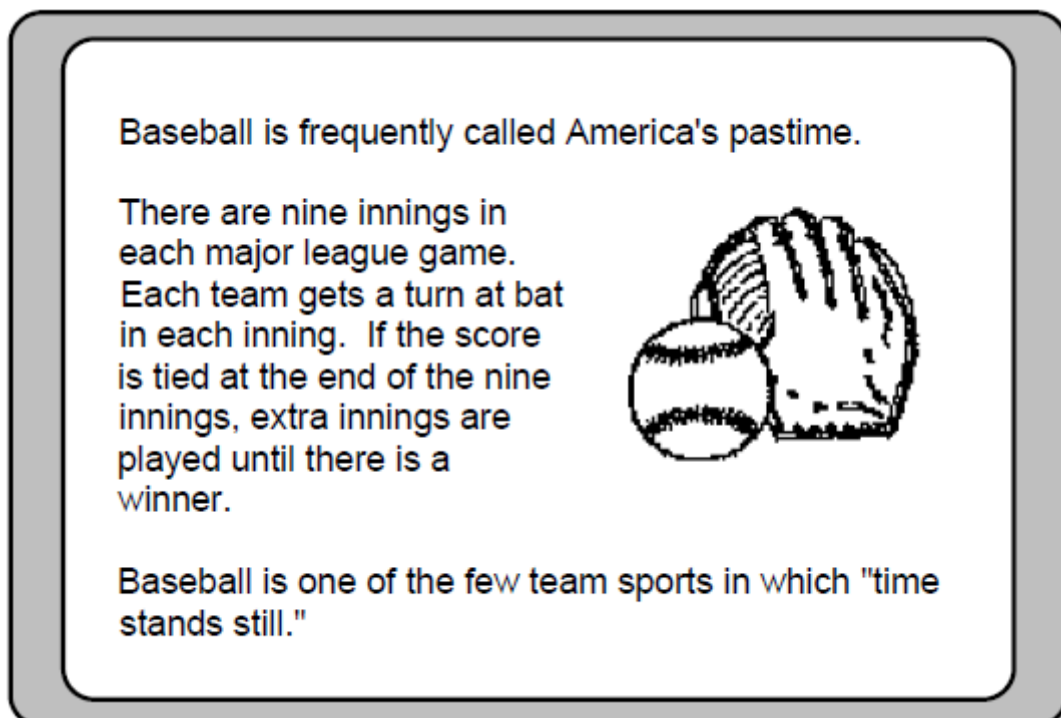 Baseball is frequently called America's pastime.
There are nine innings in
each major league game.
Each team gets a turn at bat
in each inning.  If the score
is tied at the end of the nine
innings, extra innings are
played until there is a
winner.
Baseball is one of the few team sports in which "time
stands still."